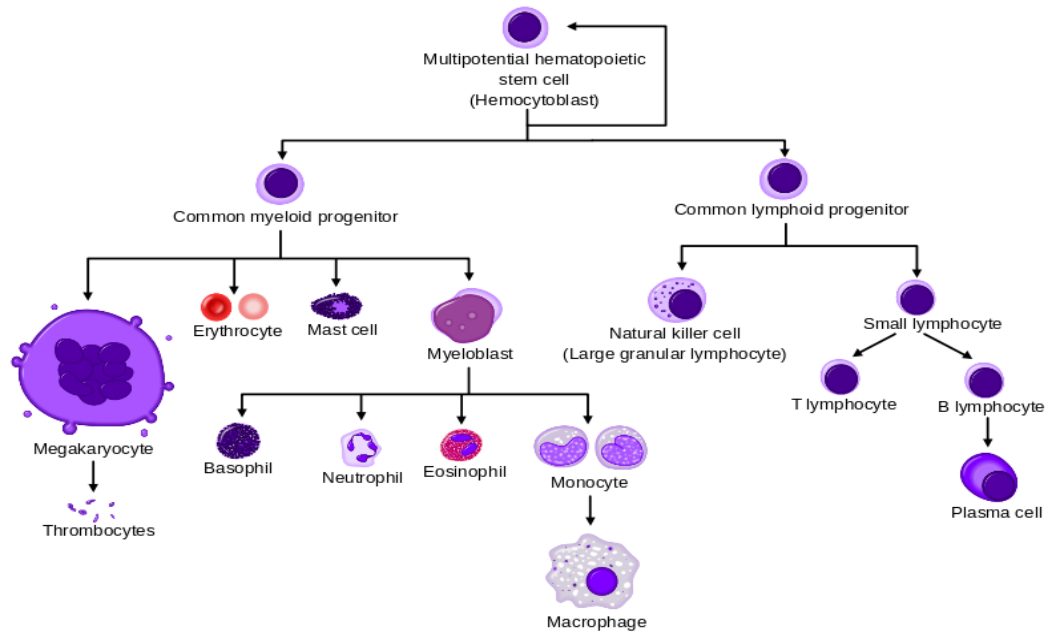 Multipotential hematopoietic
stem cell
(Hemocytoblast)
Common myeloid progenitor
Common lymphoid progenitor
Erythrocyte
Mast cell
Myeloblast
Natural killer cell
(Large granular lymphocyte)
Small lymphocyte
T lymphocyte
B lymphocyte
Megakaryocyte
Basophil
Neutrophil
Eosinophil
Monocyte
Plasma cell
Thrombocytes
Macrophage